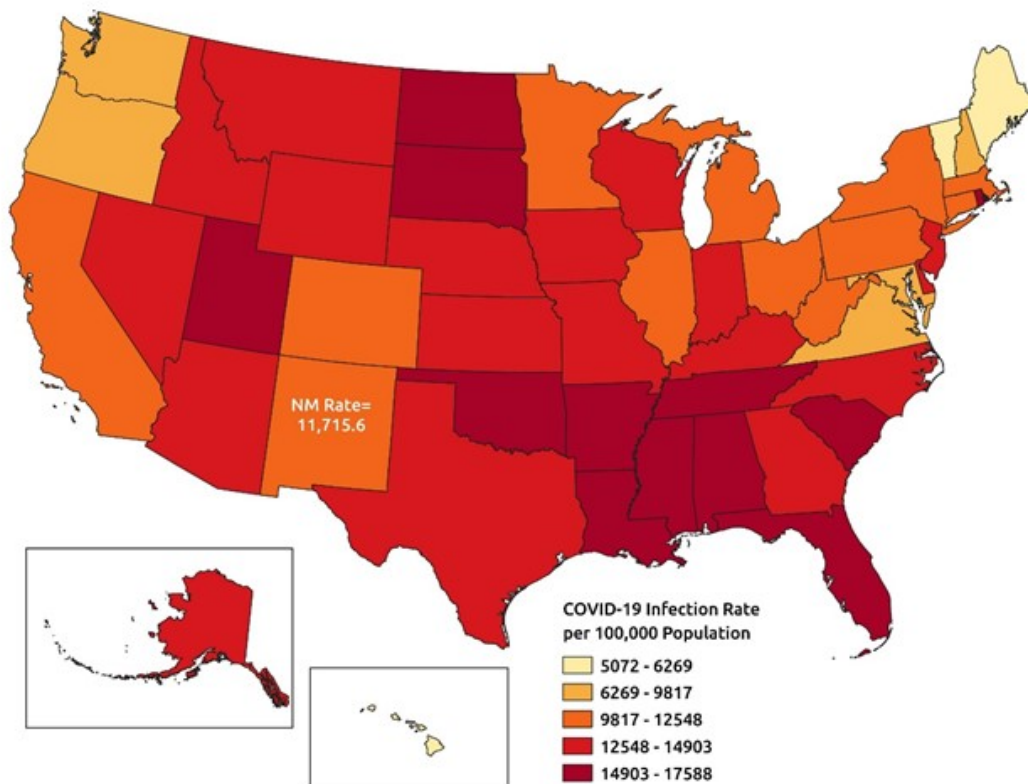 NM Rate=
11,715.6
COVID-19 Infection Rate
per 100,000 Population
5072 - 6269
6269 - 9817
9817 - 12548
12548 - 14903
14903 - 17588